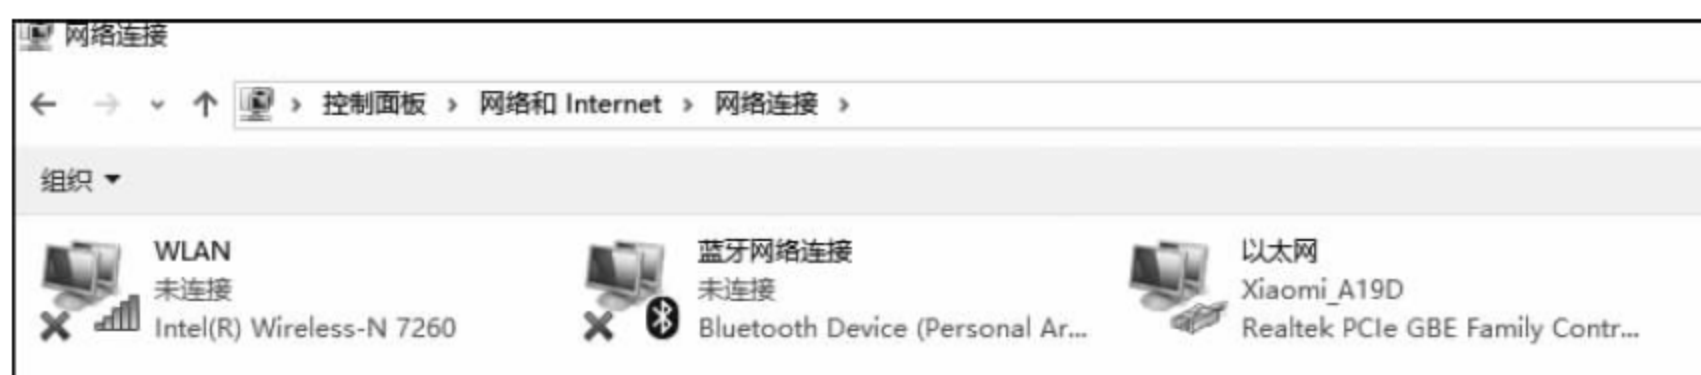 网络连接
控制面板 › 网络和 Internet › 网络连接 ›
组织
WLAN
未连接
Intel(R) Wireless-N 7260
蓝牙网络连接
未连接
Bluetooth Device (Personal Ar...
以太网
Xiaomi_A19D
Realtek PCIe GBE Family Contr...